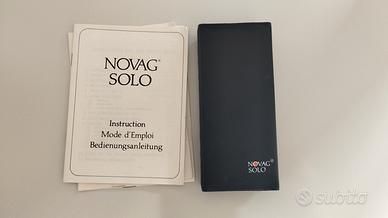 NOVAG®
SOLO
Instruction
Mode d'Emploi
Bedienungsanleitung
NOVAG®
SOLO
subito